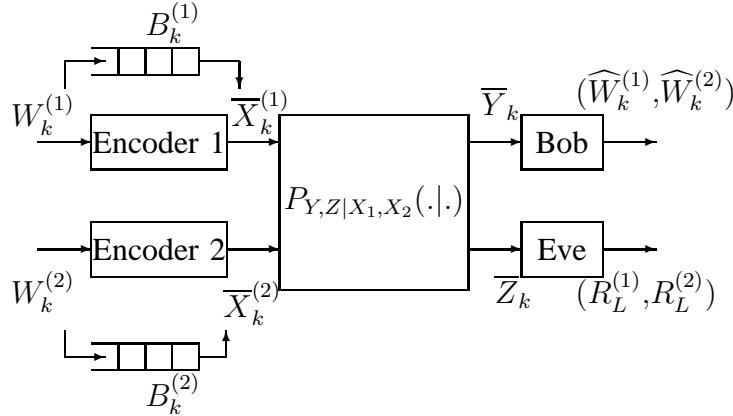 B_k^{(1)}
W_k^{(1)}
\overline{X}_k^{(1)}
Encoder 1
P_{Y,Z|X_1,X_2}(.|.)
\overline{Y}_k
Bob
(\widehat{W}_k^{(1)},\widehat{W}_k^{(2)})
Encoder 2
W_k^{(2)}
\overline{X}_k^{(2)}
\overline{Z}_k
Eve
(R_L^{(1)},R_L^{(2)})
B_k^{(2)}